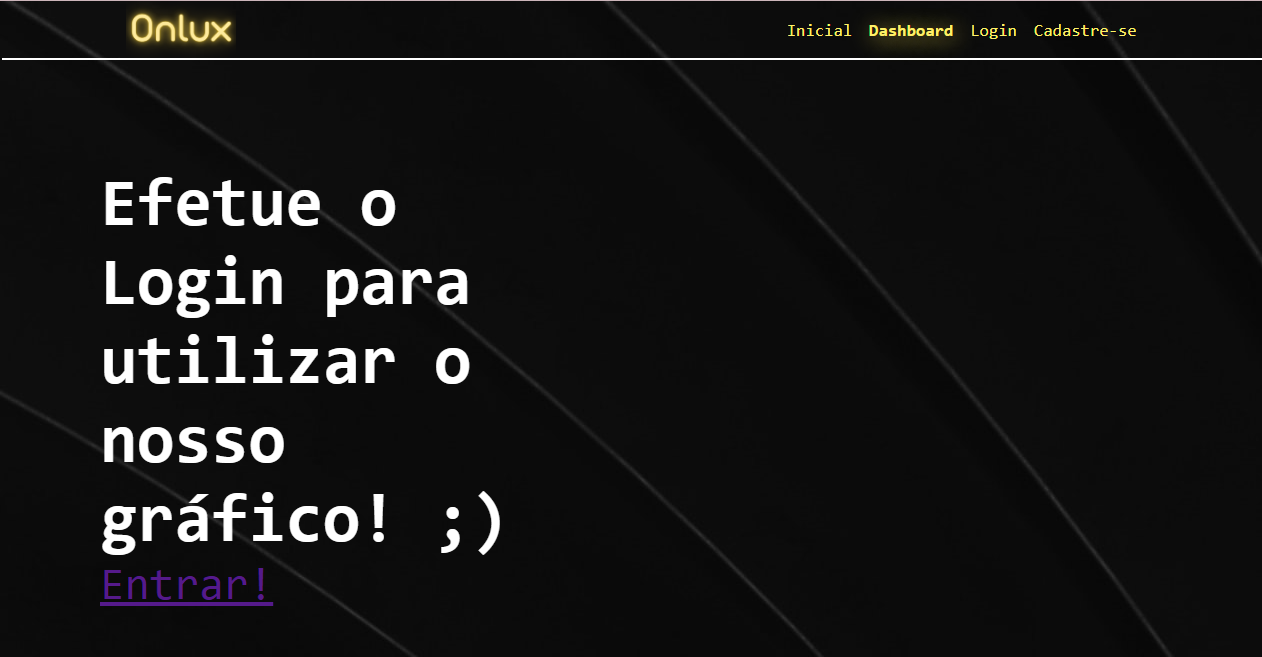 Onlux
Inicial Dashboard Login Cadastre-se
Efetue o
Login para
utilizar o
nosso
gráfico! ;)
Entrar!